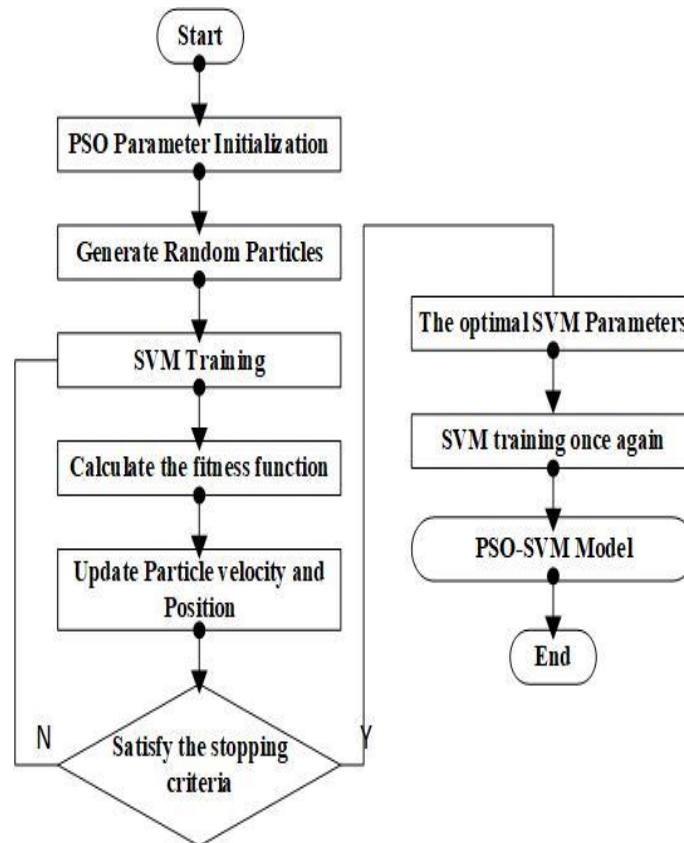 Start
PSO Parameter Initialization
Generate Random Particles
SVM Training
Calculate the fitness function
Update Particle velocity and
Position
N
Satisfy the stopping
criteria
Y
The optimal SVM Parameters
SVM training once again
PSO-SVM Model
End